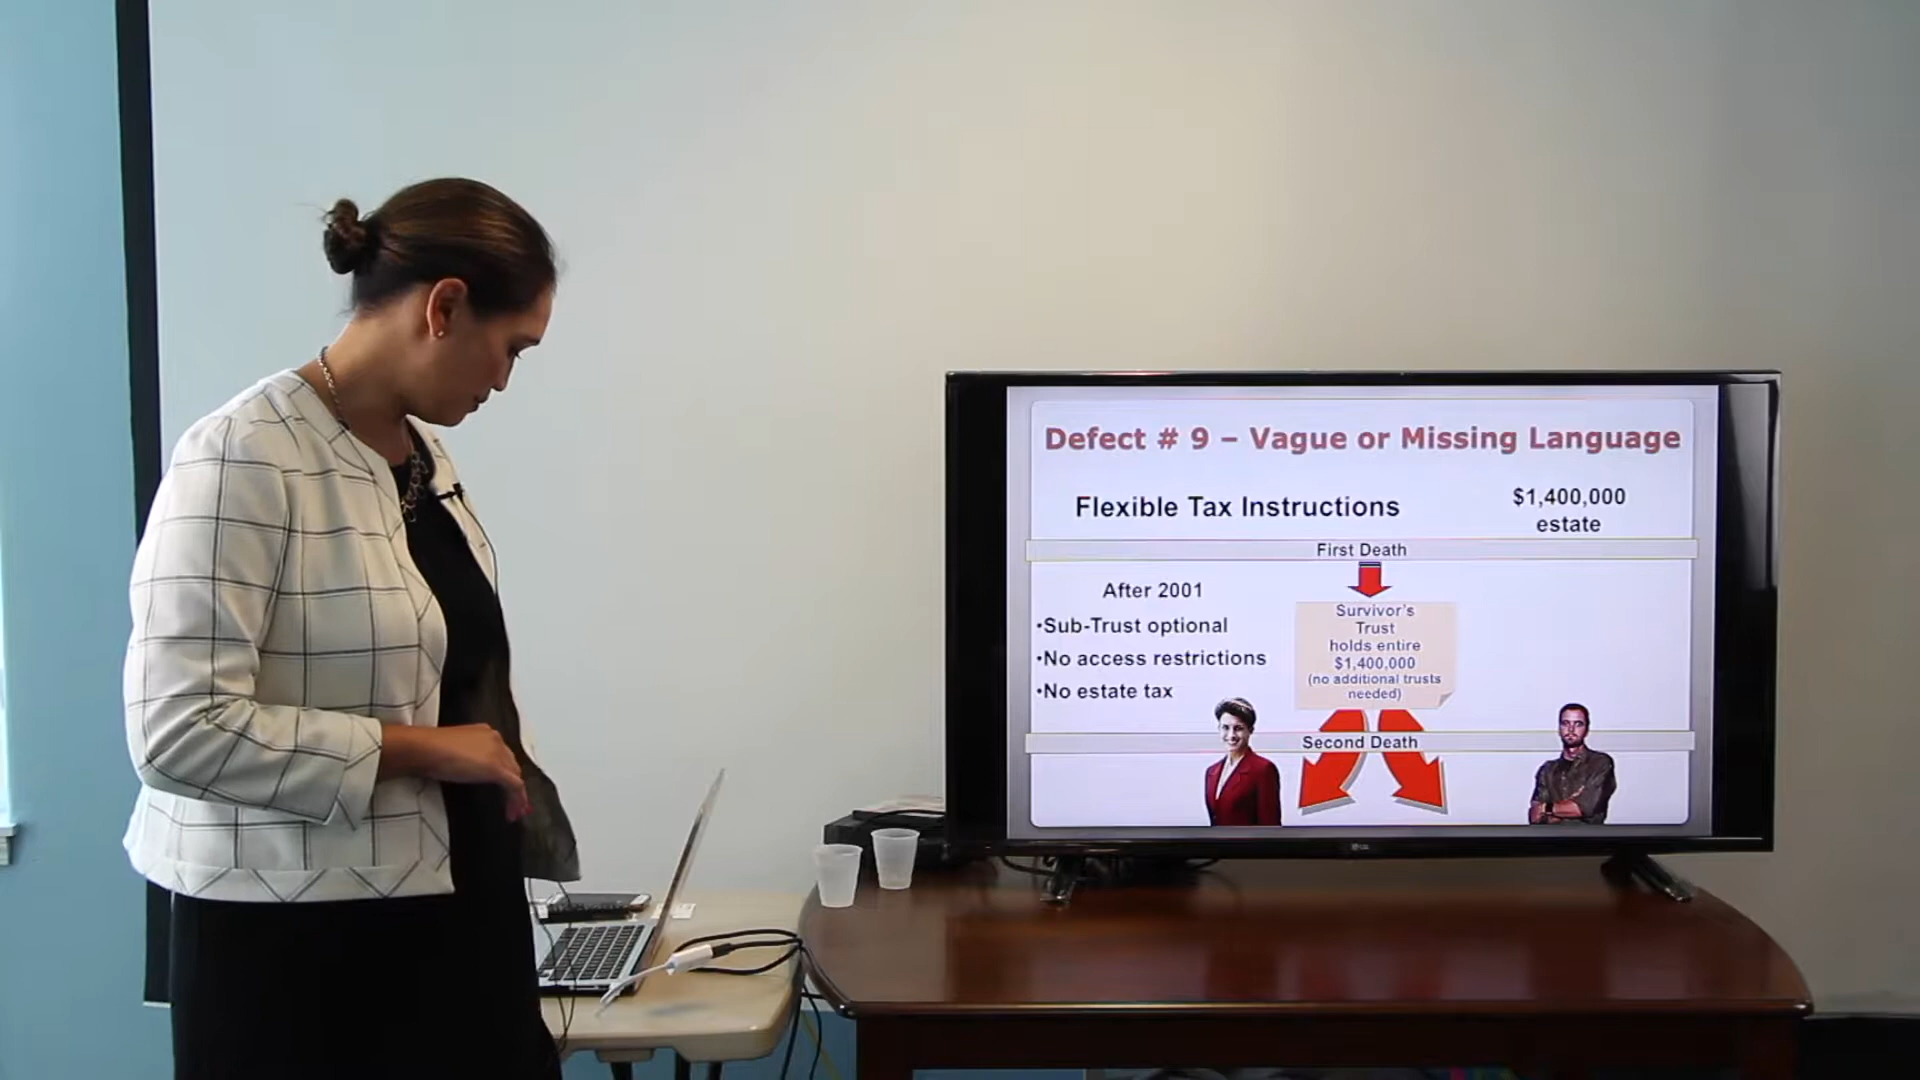 Defect # 9 – Vague or Missing Language
Flexible Tax Instructions
$1,400,000
estate
First Death
After 2001
•Sub-Trust optional
•No access restrictions
•No estate tax
Survivor's
Trust
holds entire
$1,400,000
(no additional trusts
needed)
Second Death
LG